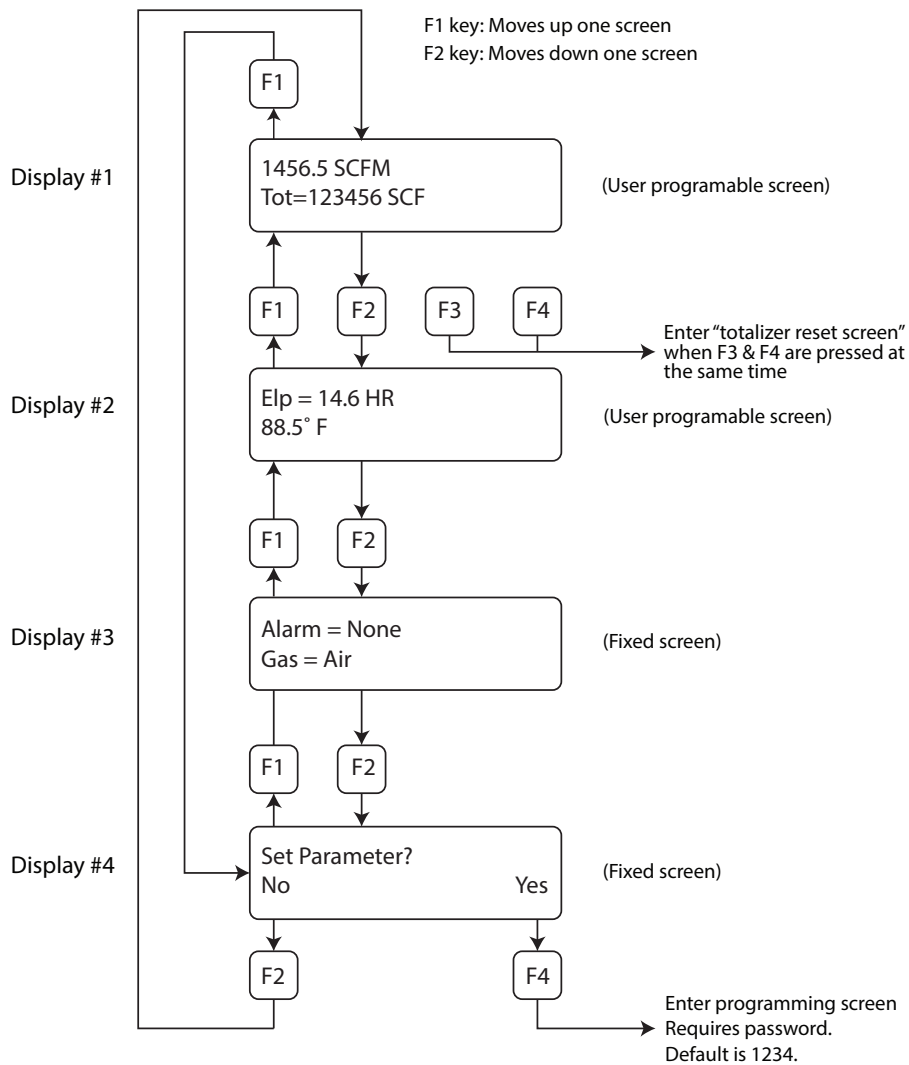 F1 key: Moves up one screen
F2 key: Moves down one screen
F1
Display #1
1456.5 SCFM
Tot=123456 SCF
(User programable screen)
F1
F2
F3
F4
Enter “totalizer reset screen”
when F3 & F4 are pressed at
the same time
Display #2
Elp = 14.6 HR
88.5° F
(User programable screen)
F1
F2
Display #3
Alarm = None
Gas = Air
(Fixed screen)
F1
F2
Display #4
Set Parameter?
No Yes
(Fixed screen)
F2
F4
Enter programming screen
Requires password.
Default is 1234.